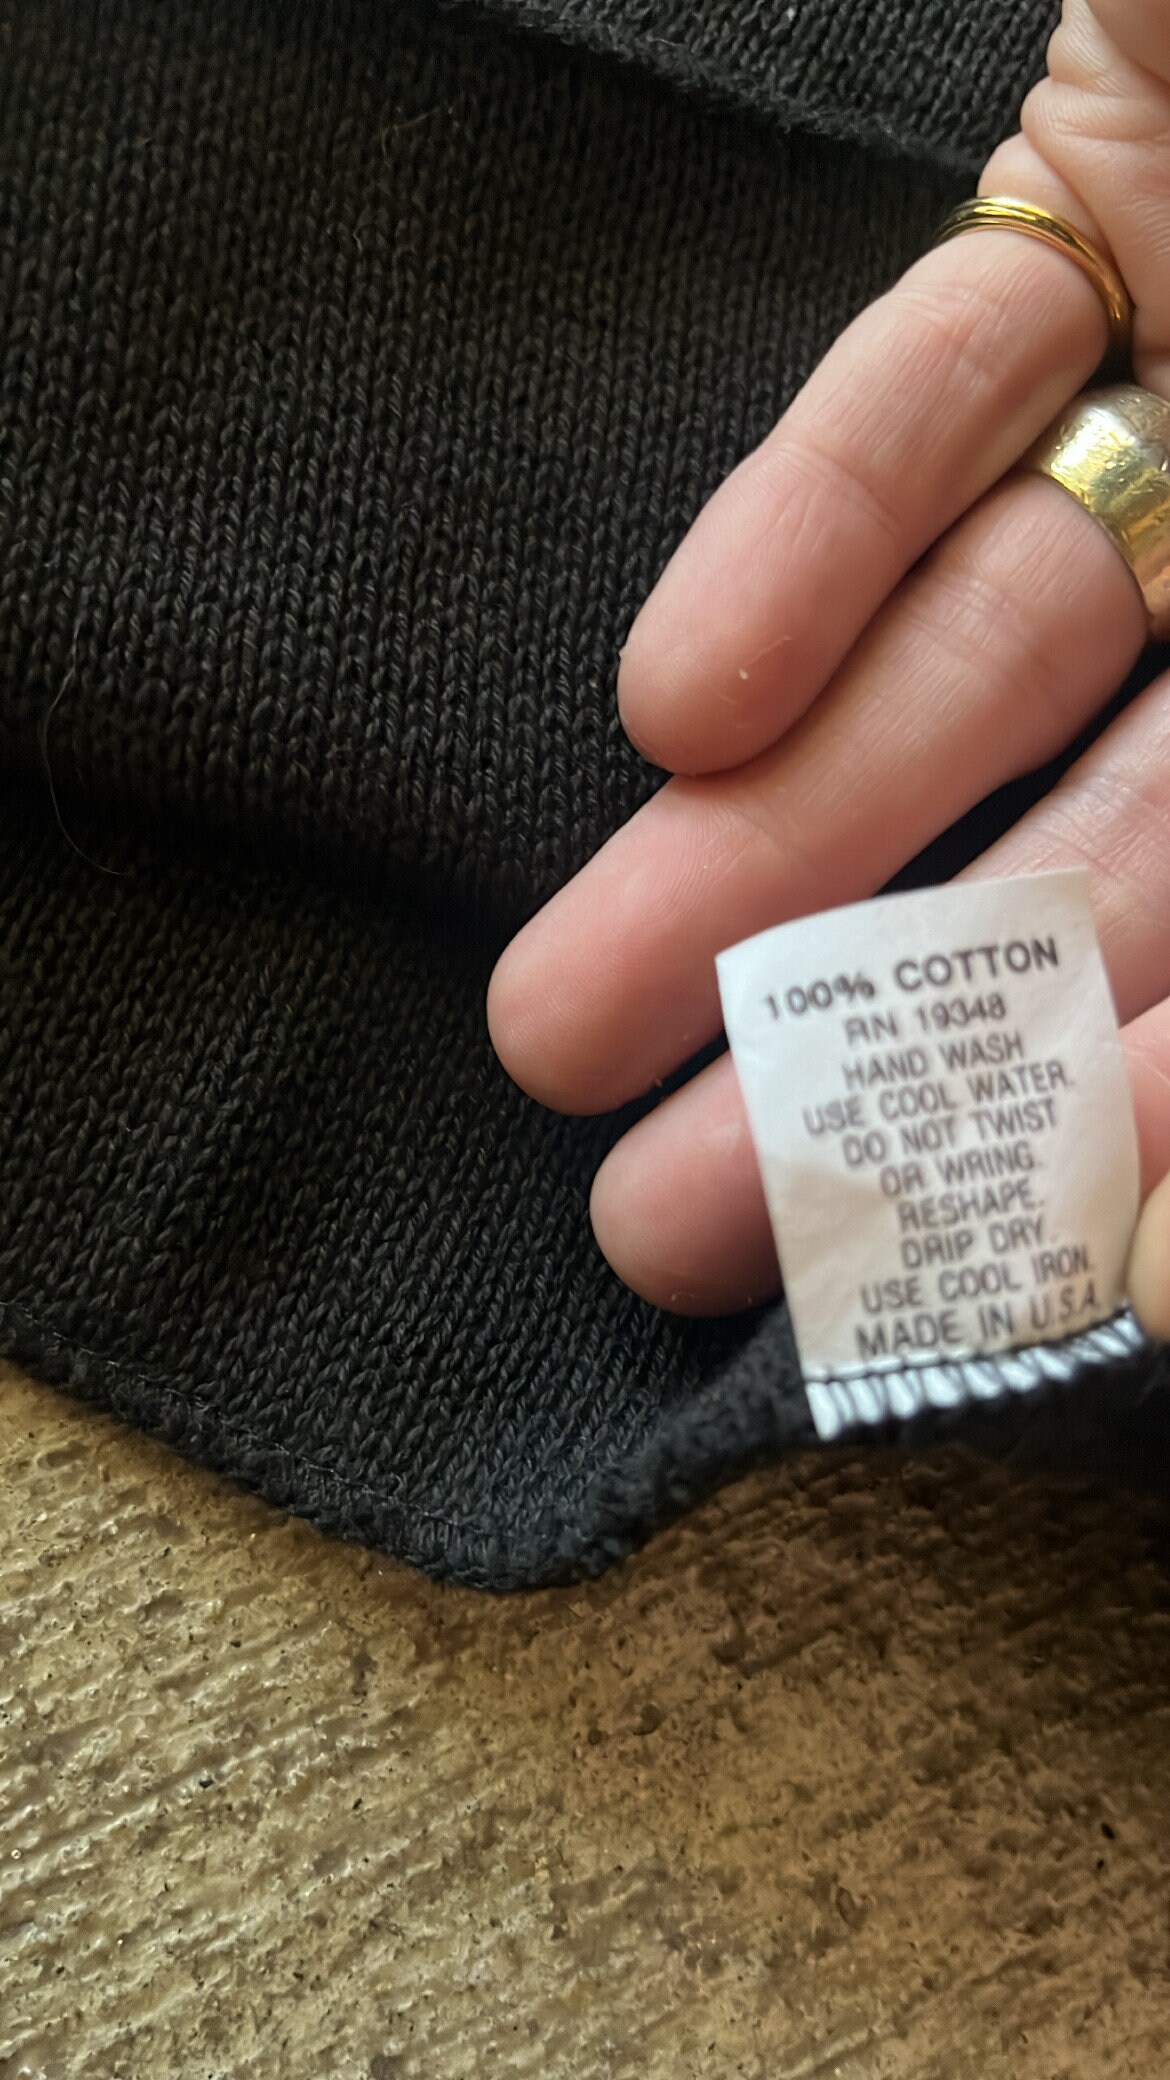 100% COTTON
RN 19348
HAND WASH
USE COOL WATER.
DO NOT TWIST
OR WRING.
RESHAPE.
DRIP DRY.
USE COOL IRON.
MADE IN U.S.A.